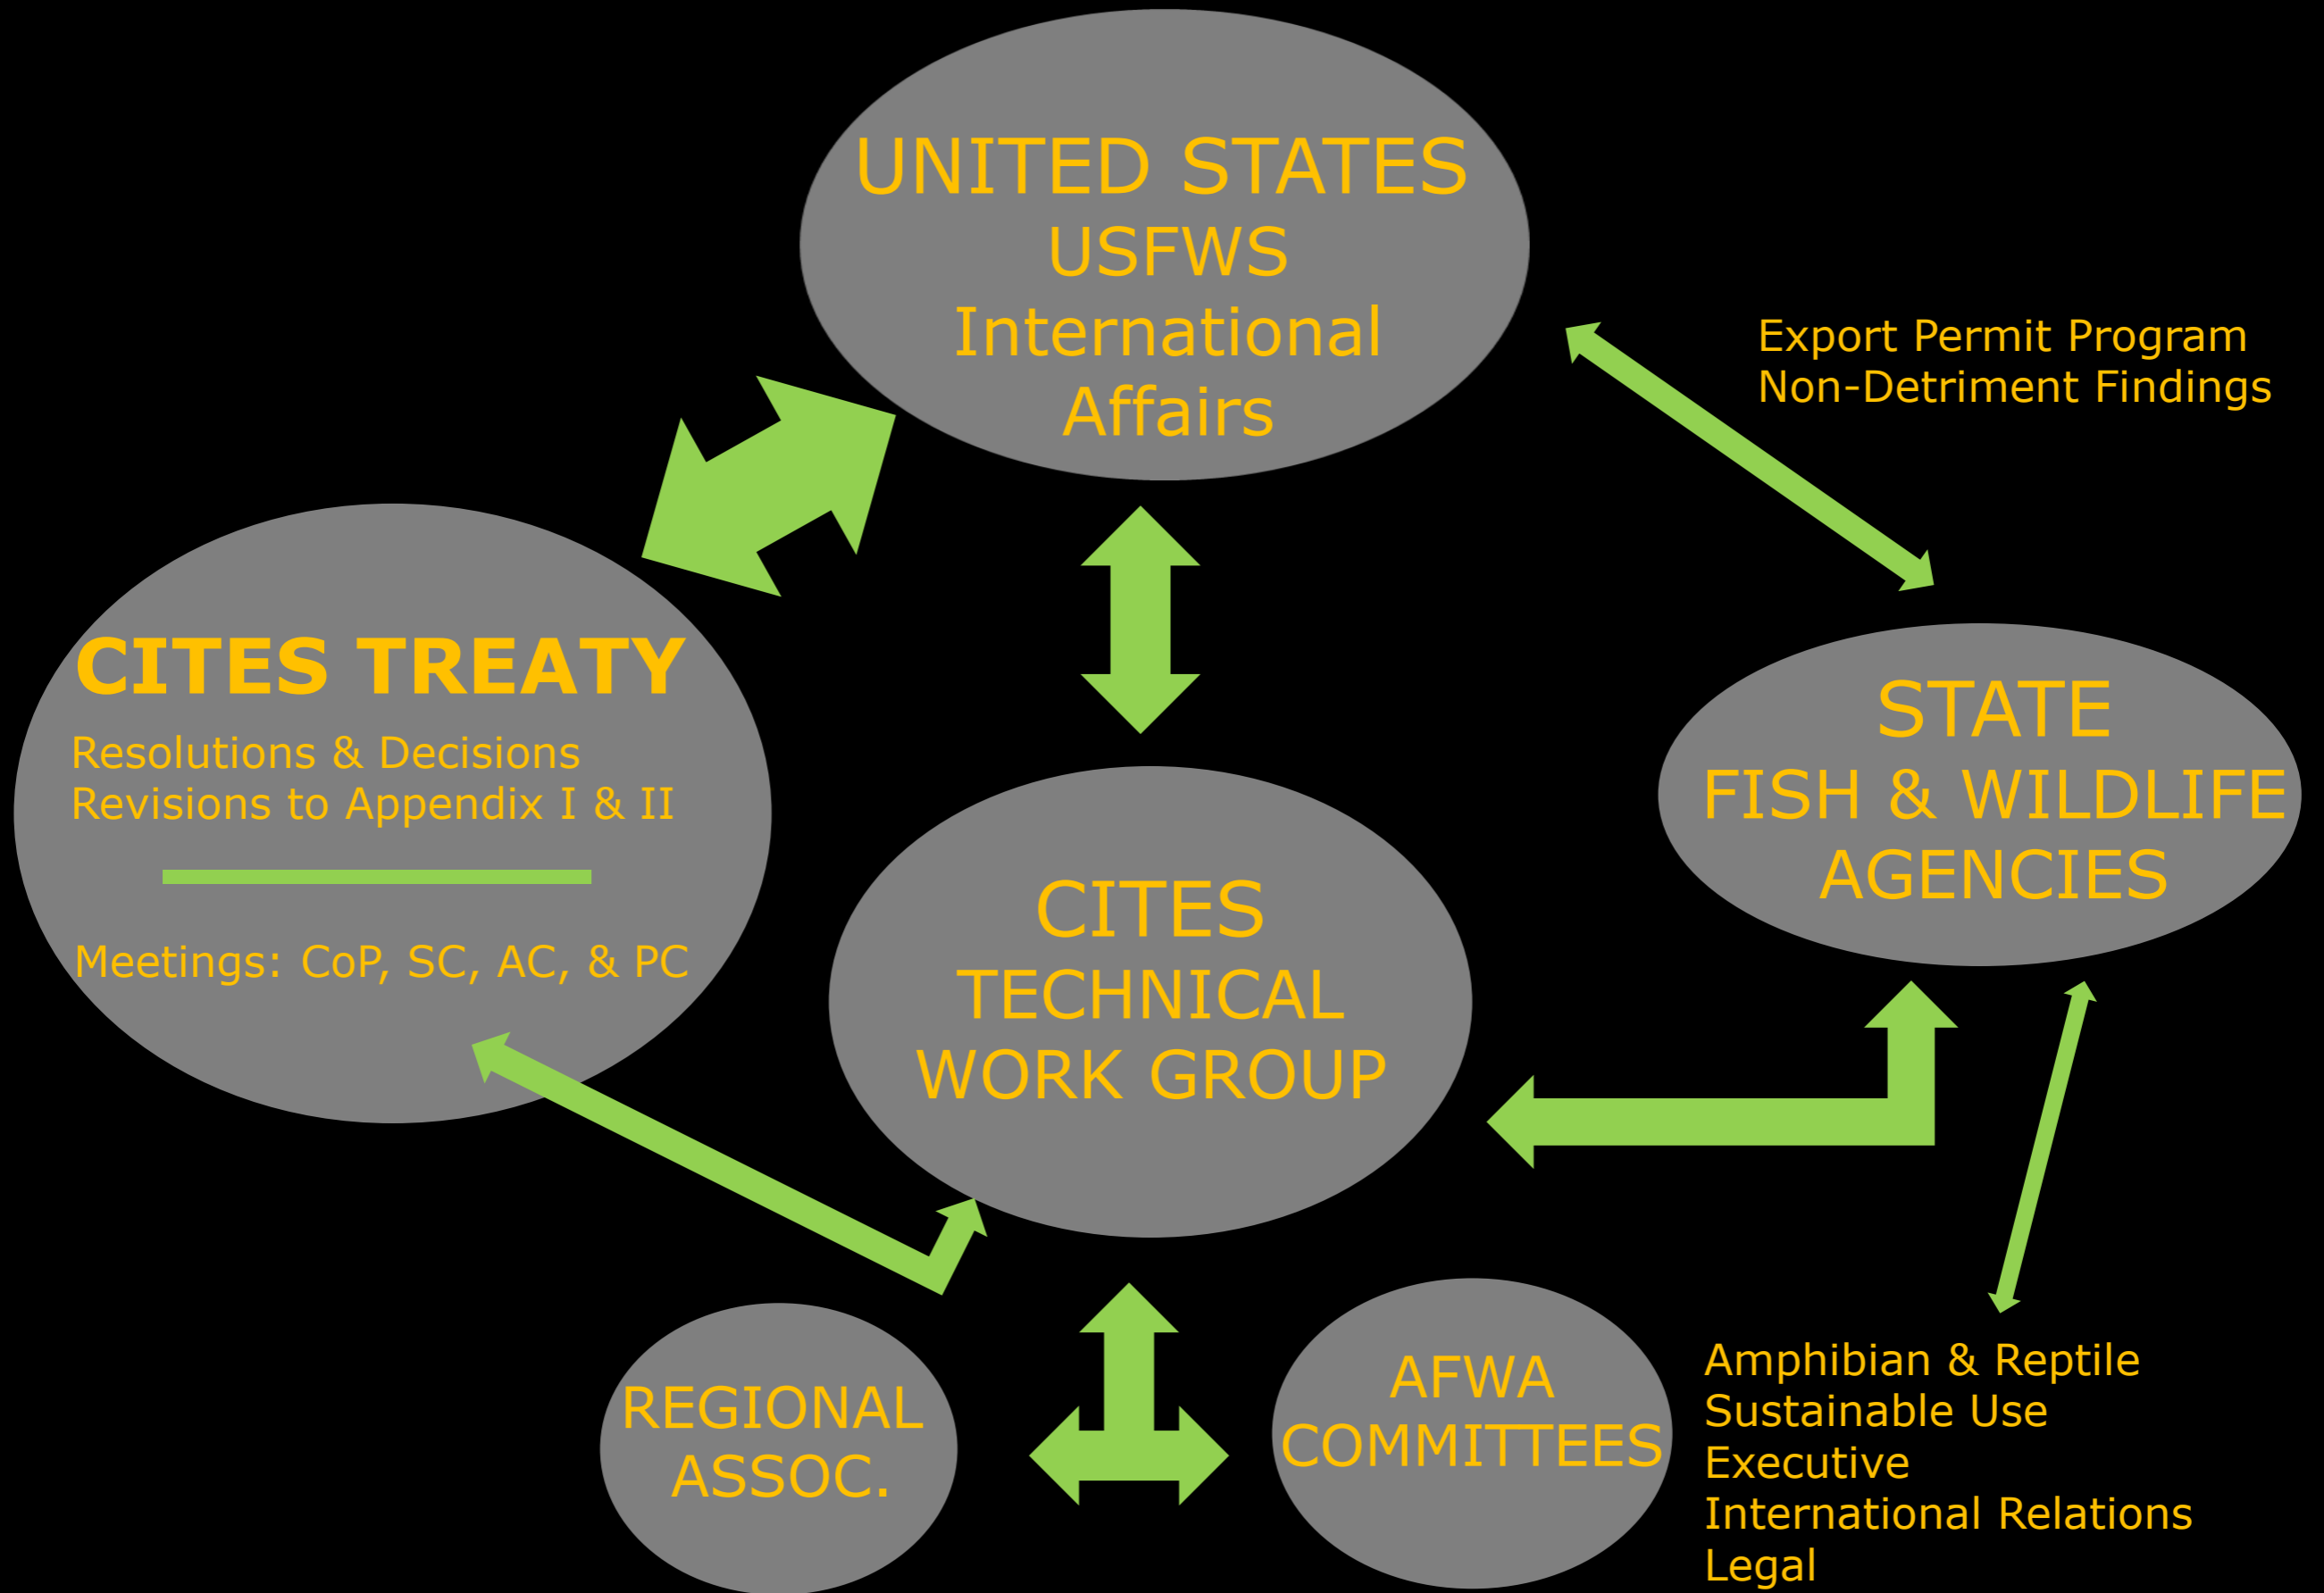 UNITED STATES
USFWS
International
Affairs
Export Permit Program
Non-Detriment Findings
CITES TREATY
Resolutions & Decisions
Revisions to Appendix I & II
Meetings: CoP, SC, AC, & PC
STATE
FISH & WILDLIFE
AGENCIES
CITES
TECHNICAL
WORK GROUP
REGIONAL
ASSOC.
AFWA
COMMITTEES
Amphibian & Reptile
Sustainable Use
Executive
International Relations
Legal